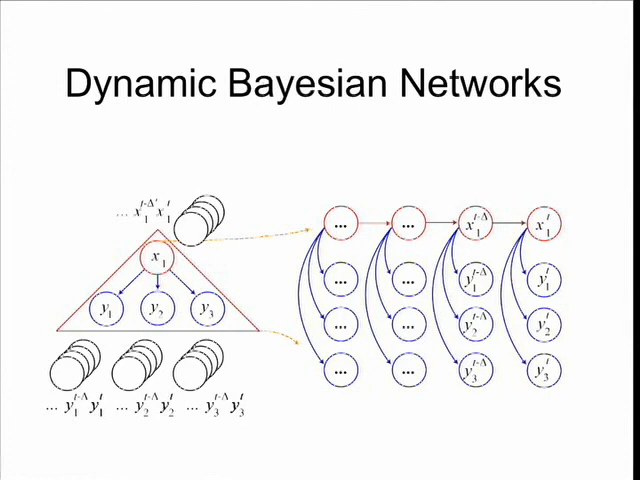 Dynamic Bayesian Networks
... x₁ᵗ⁻Δ' x₁ᵗ
x₁
y₁ y₂ y₃
... y₁ᵗ⁻Δ y₁ᵗ ... y₂ᵗ⁻Δ y₂ᵗ ... y₃ᵗ⁻Δ y₃ᵗ
... ... x₁ᵗ⁻Δ x₁ᵗ
... ... y₁ᵗ⁻Δ y₁ᵗ
... ... y₂ᵗ⁻Δ y₂ᵗ
... ... y₃ᵗ⁻Δ y₃ᵗ